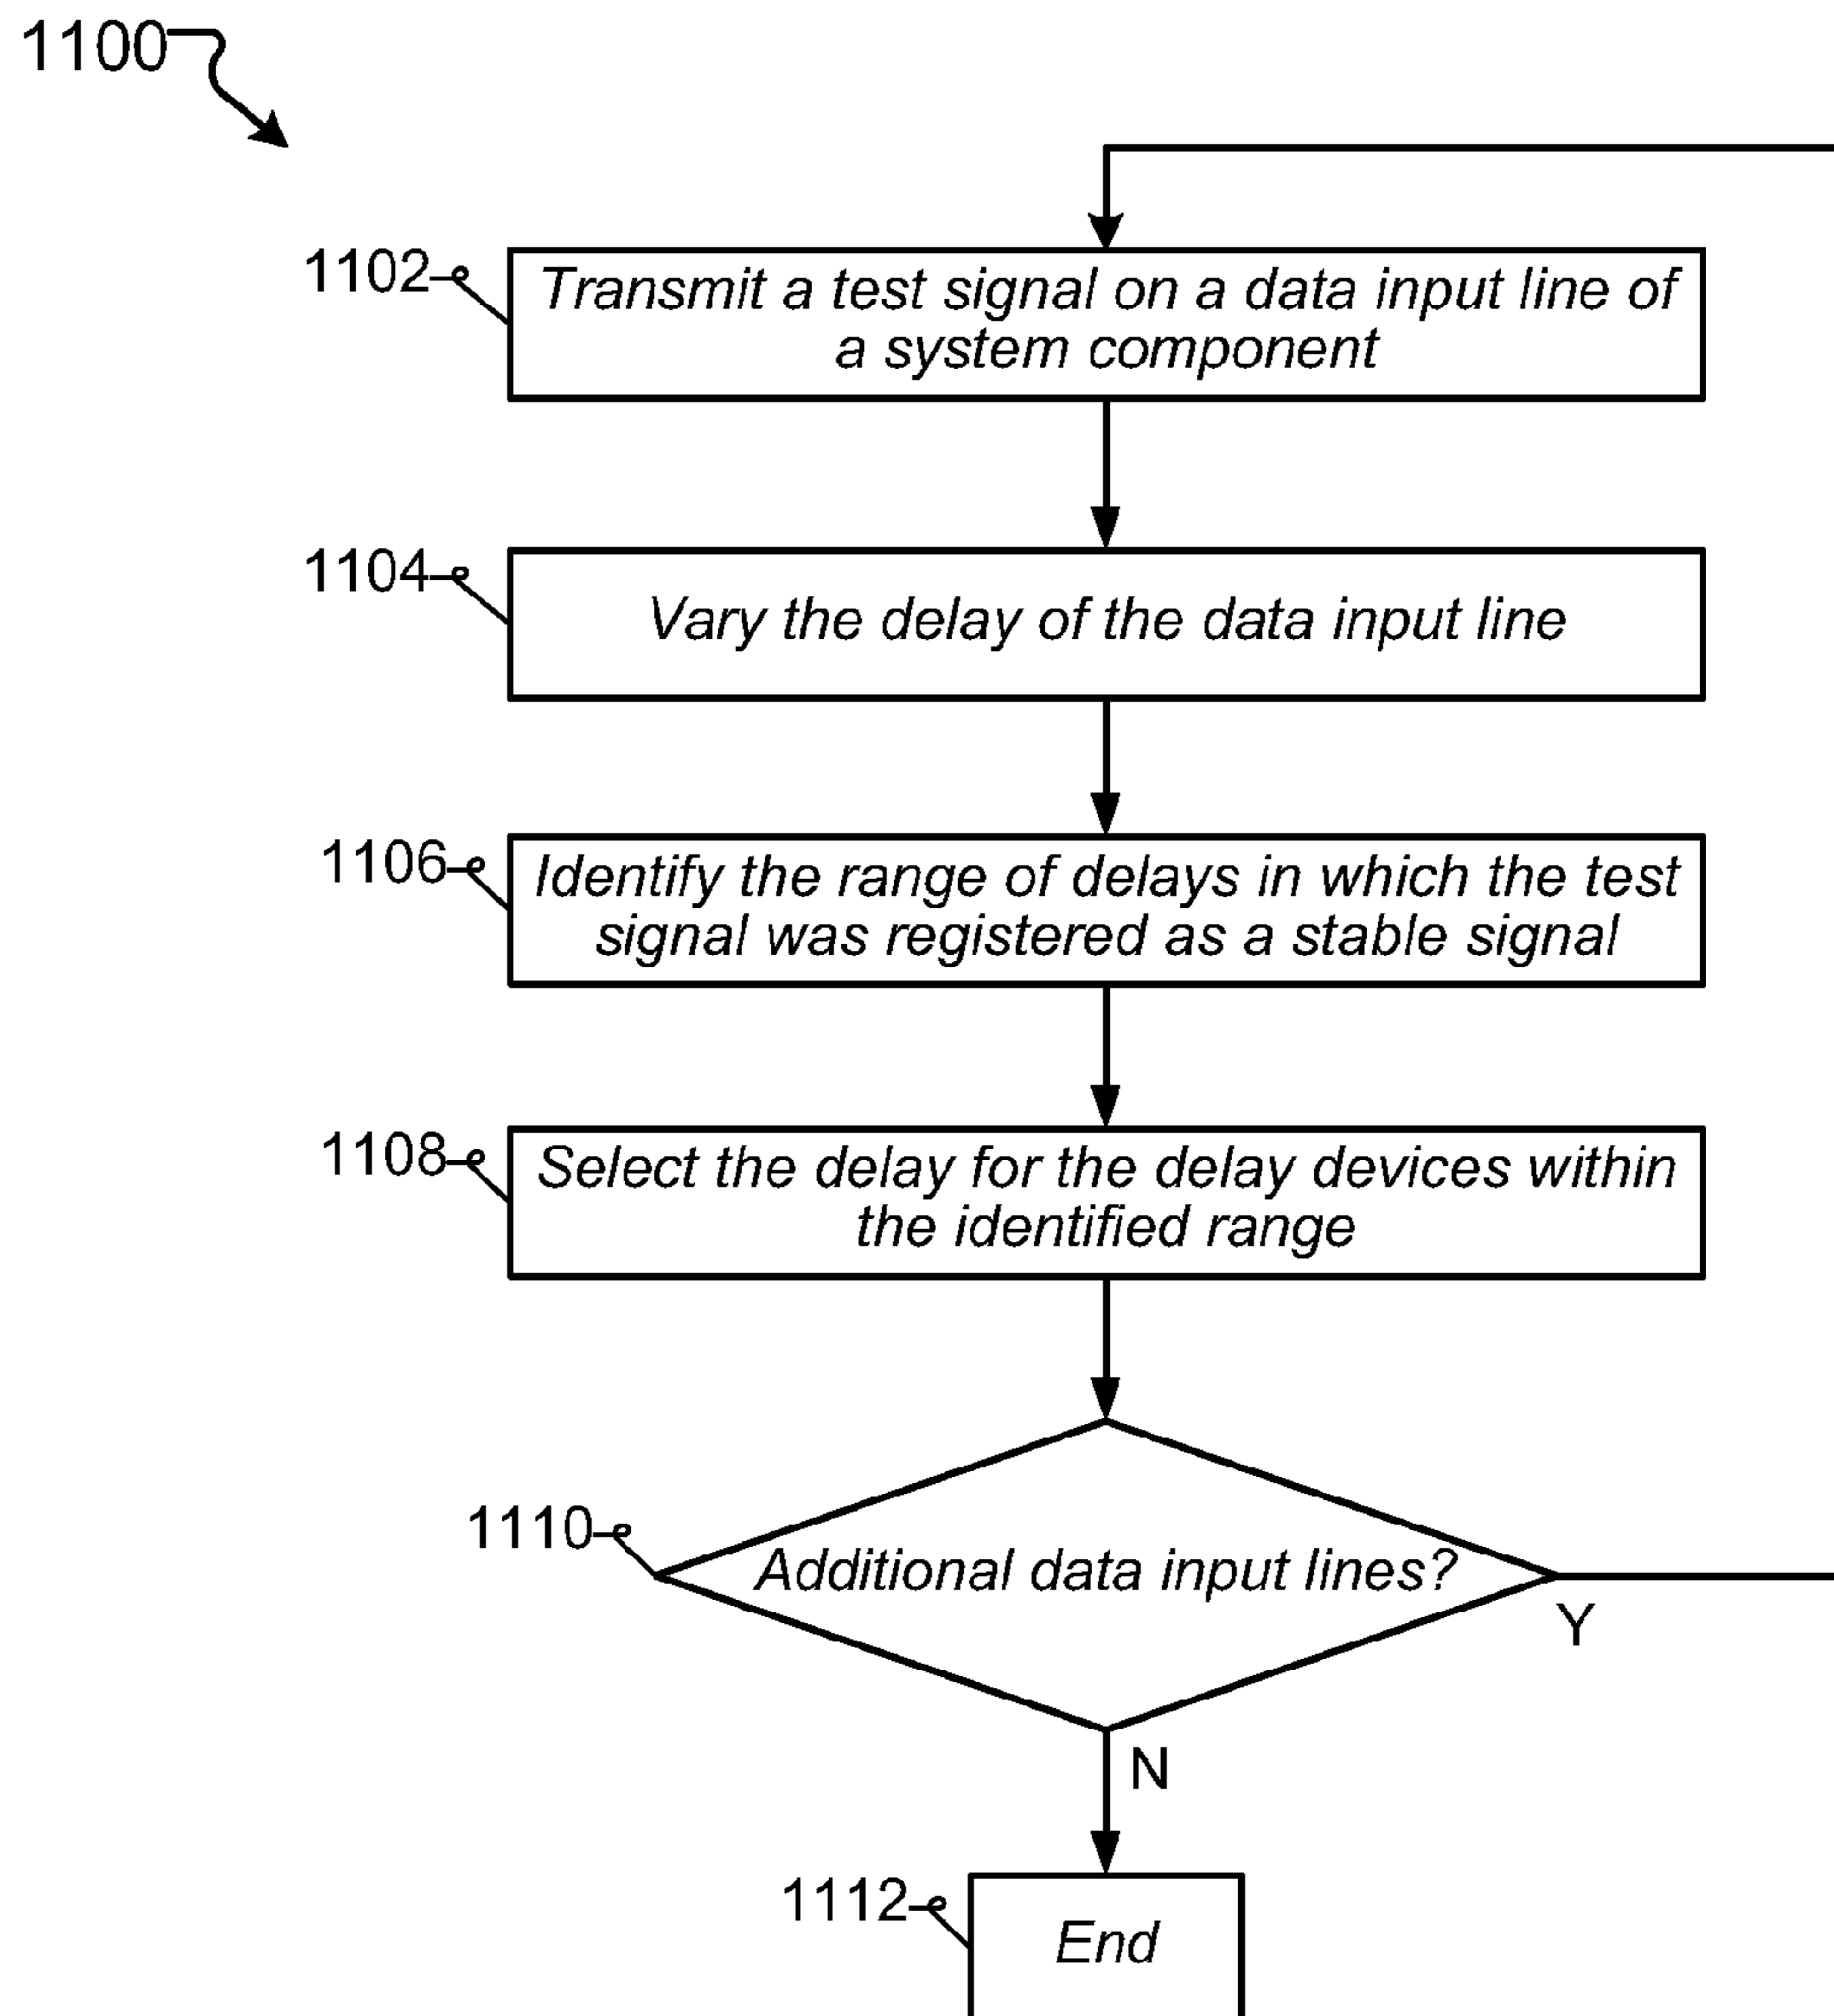 1100
1102
Transmit a test signal on a data input line of
a system component
1104
Vary the delay of the data input line
1106
Identify the range of delays in which the test
signal was registered as a stable signal
1108
Select the delay for the delay devices within
the identified range
1110
Additional data input lines?
Y
N
1112
End